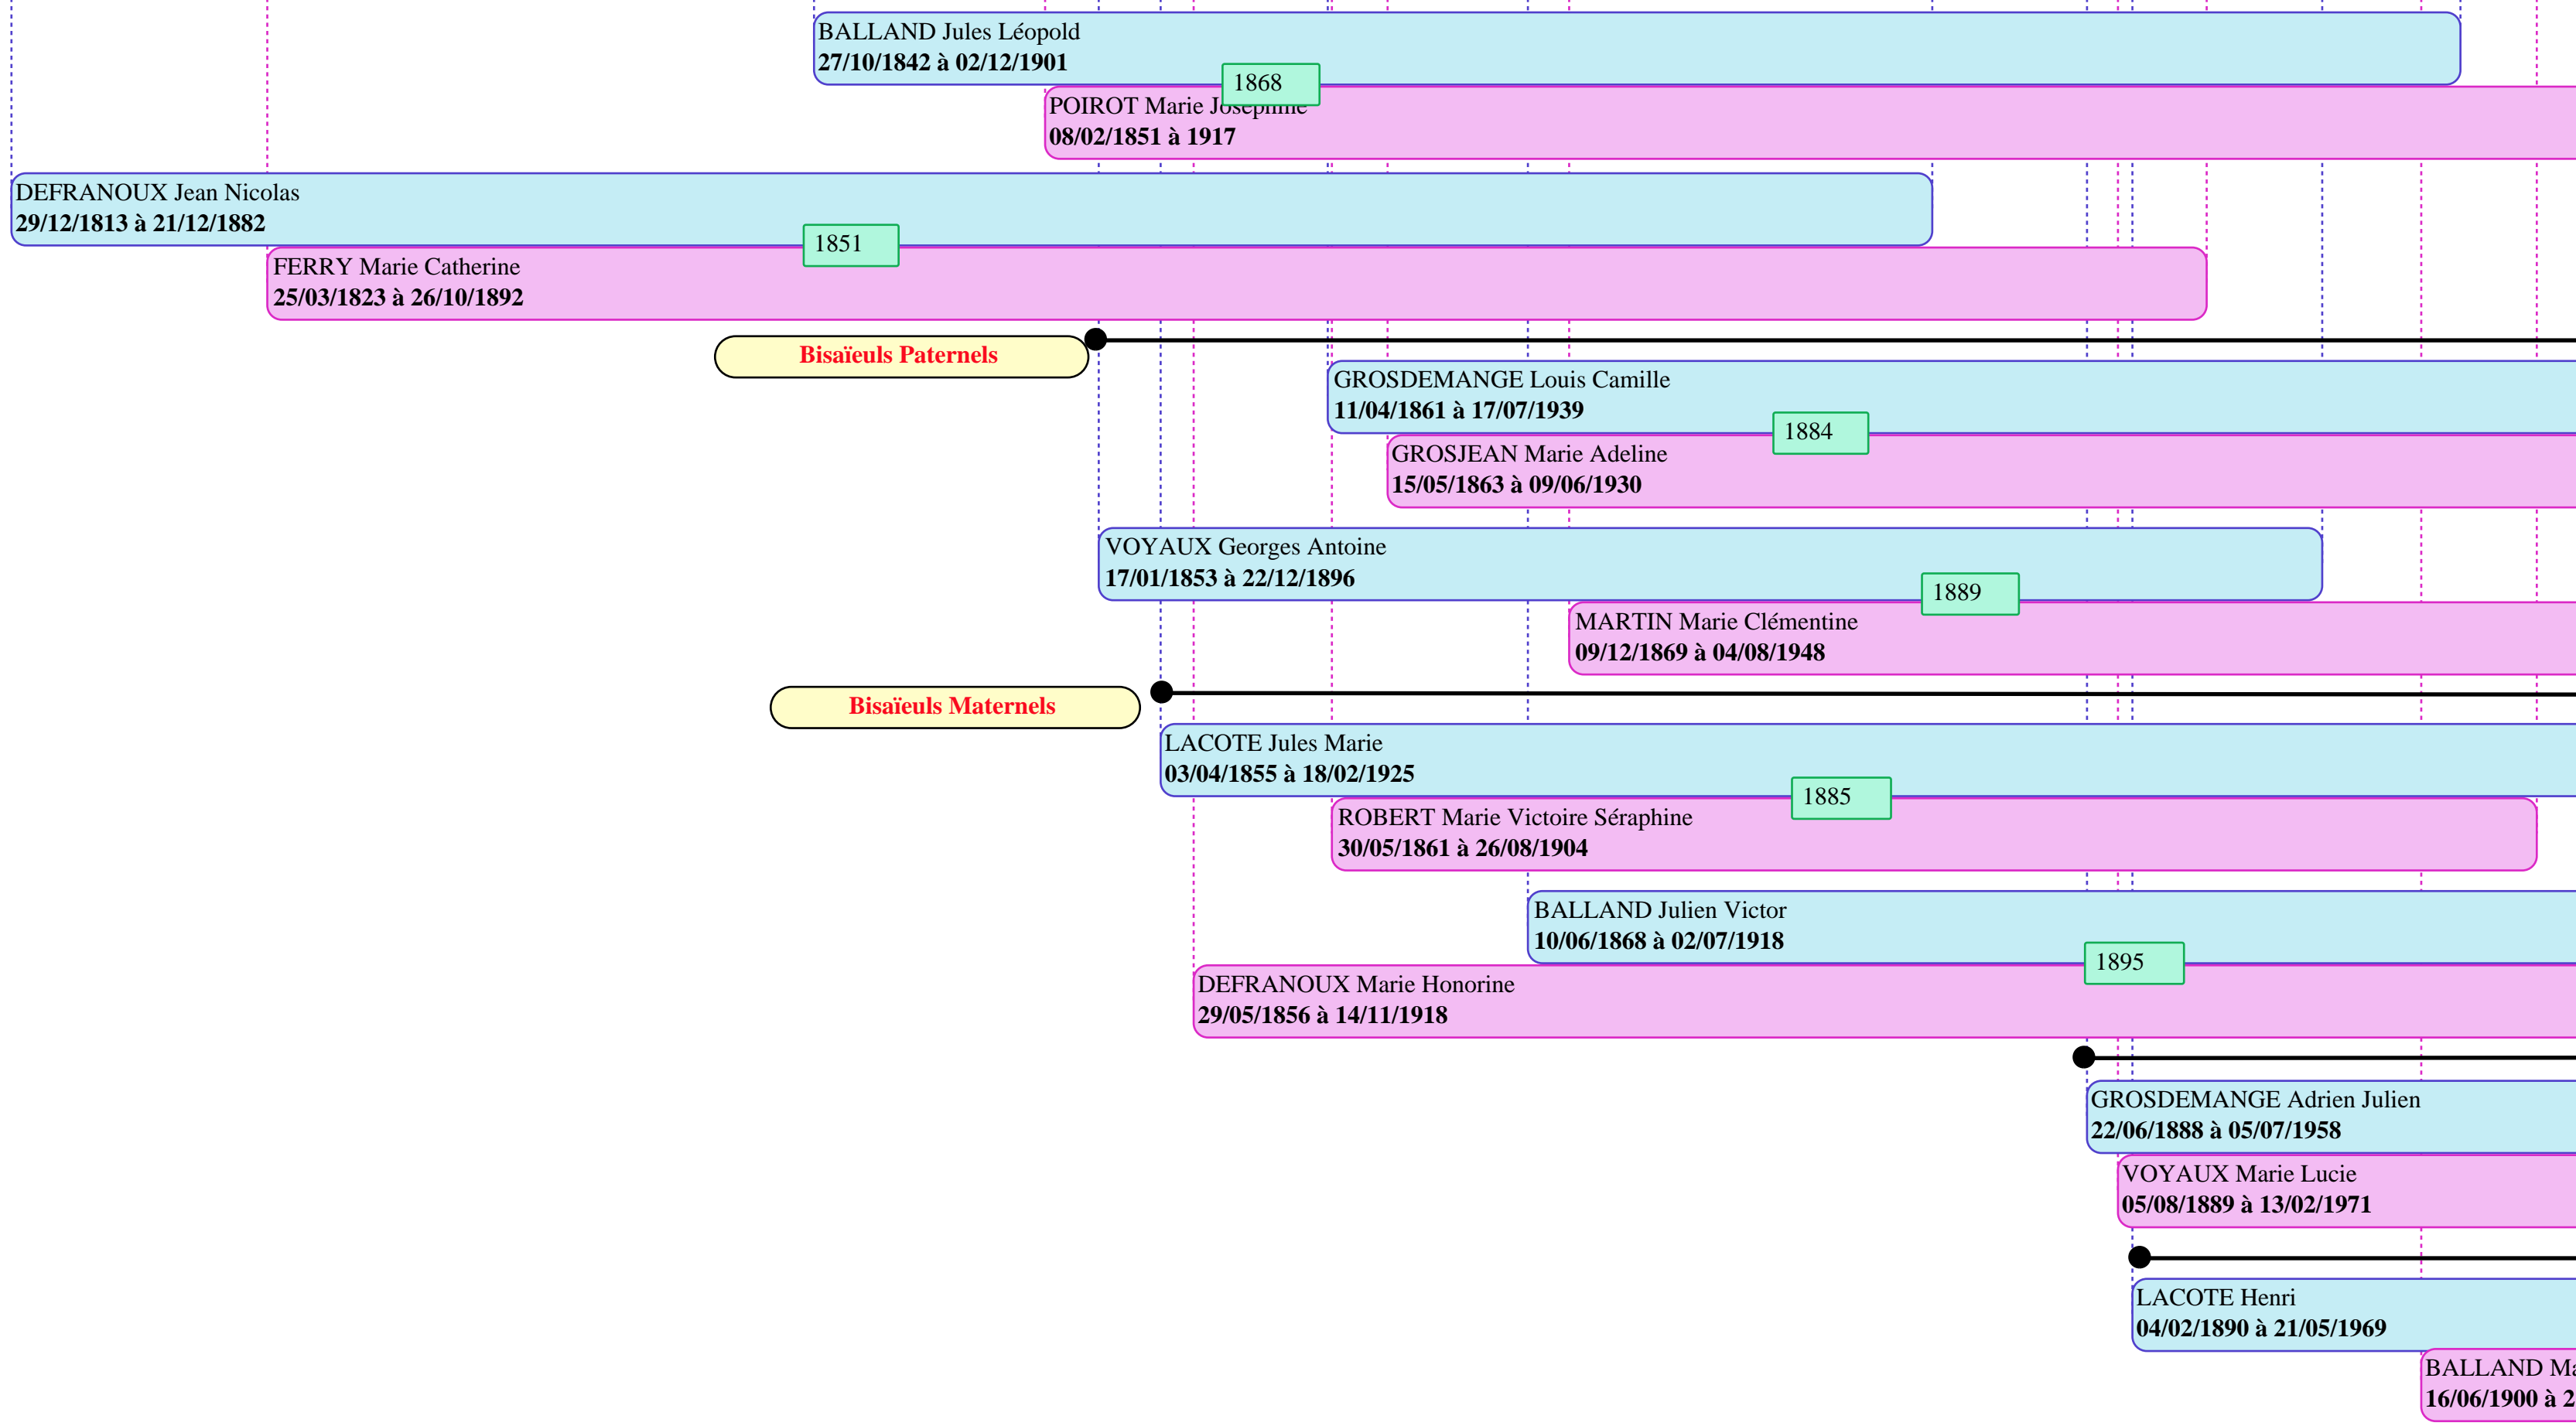 BALLAND Jules Léopold
27/10/1842 à 02/12/1901
1868
POIROT Marie Josephine
08/02/1851 à 1917
DEFRANOUX Jean Nicolas
29/12/1813 à 21/12/1882
1851
FERRY Marie Catherine
25/03/1823 à 26/10/1892
Bisaïeuls Paternels
GROSDEMANGE Louis Camille
11/04/1861 à 17/07/1939
1884
GROSJEAN Marie Adeline
15/05/1863 à 09/06/1930
VOYAUX Georges Antoine
17/01/1853 à 22/12/1896
1889
MARTIN Marie Clémentine
09/12/1869 à 04/08/1948
Bisaïeuls Maternels
LACOTE Jules Marie
03/04/1855 à 18/02/1925
1885
ROBERT Marie Victoire Séraphine
30/05/1861 à 26/08/1904
BALLAND Julien Victor
10/06/1868 à 02/07/1918
1895
DEFRANOUX Marie Honorine
29/05/1856 à 14/11/1918
GROSDEMANGE Adrien Julien
22/06/1888 à 05/07/1958
VOYAUX Marie Lucie
05/08/1889 à 13/02/1971
LACOTE Henri
04/02/1890 à 21/05/1969
BALLAND
16/06/1900 à